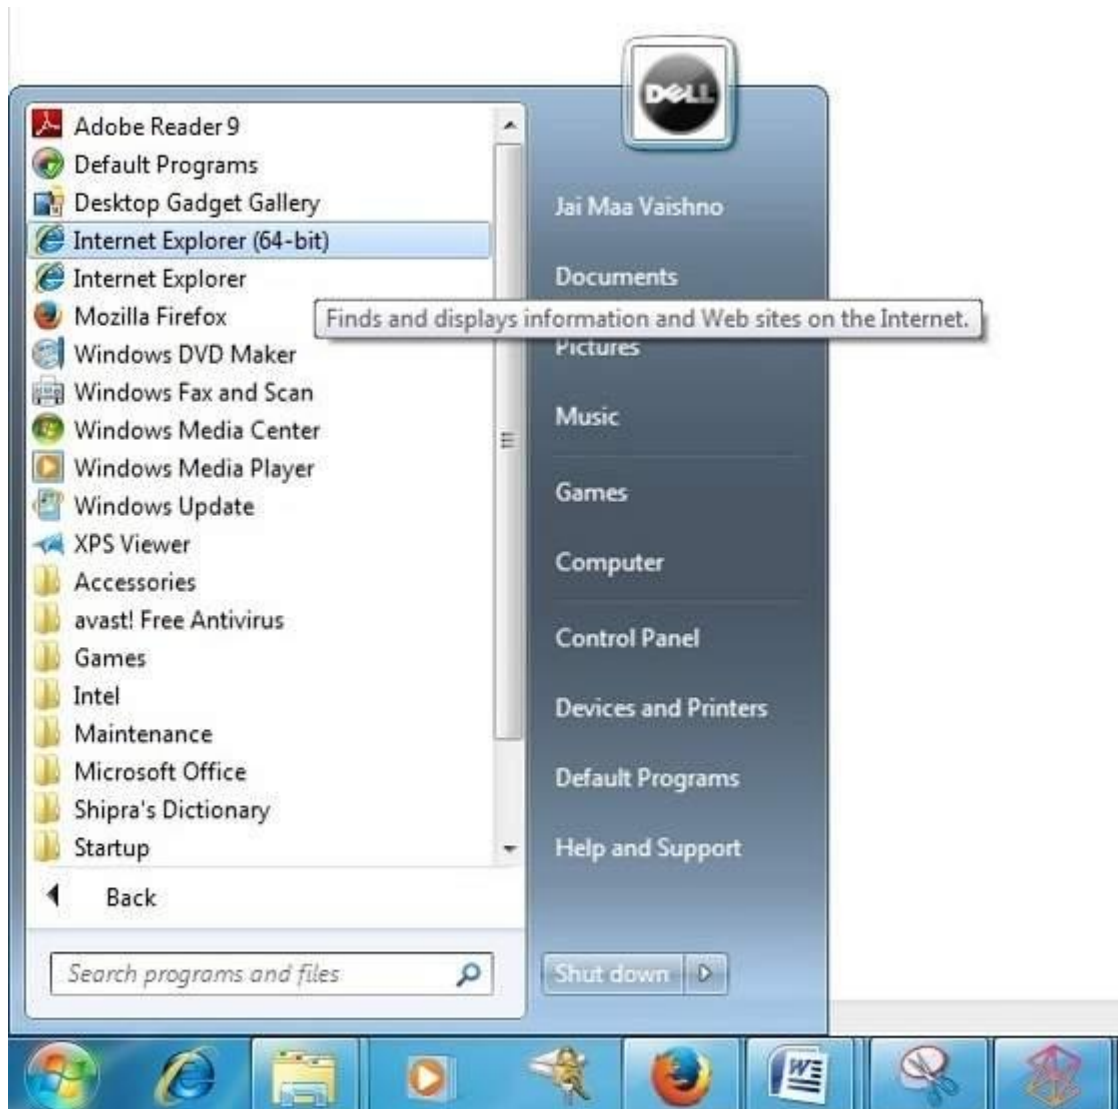 DELL
Adobe Reader 9
Default Programs
Desktop Gadget Gallery
Internet Explorer (64-bit)
Internet Explorer
Mozilla Firefox
Windows DVD Maker
Windows Fax and Scan
Windows Media Center
Windows Media Player
Windows Update
XPS Viewer
Accessories
avast! Free Antivirus
Games
Intel
Maintenance
Microsoft Office
Shipra's Dictionary
Startup
Back
Search programs and files
Jai Maa Vaishno
Documents
Finds and displays information and Web sites on the Internet.
Pictures
Music
Games
Computer
Control Panel
Devices and Printers
Default Programs
Help and Support
Shut down
W